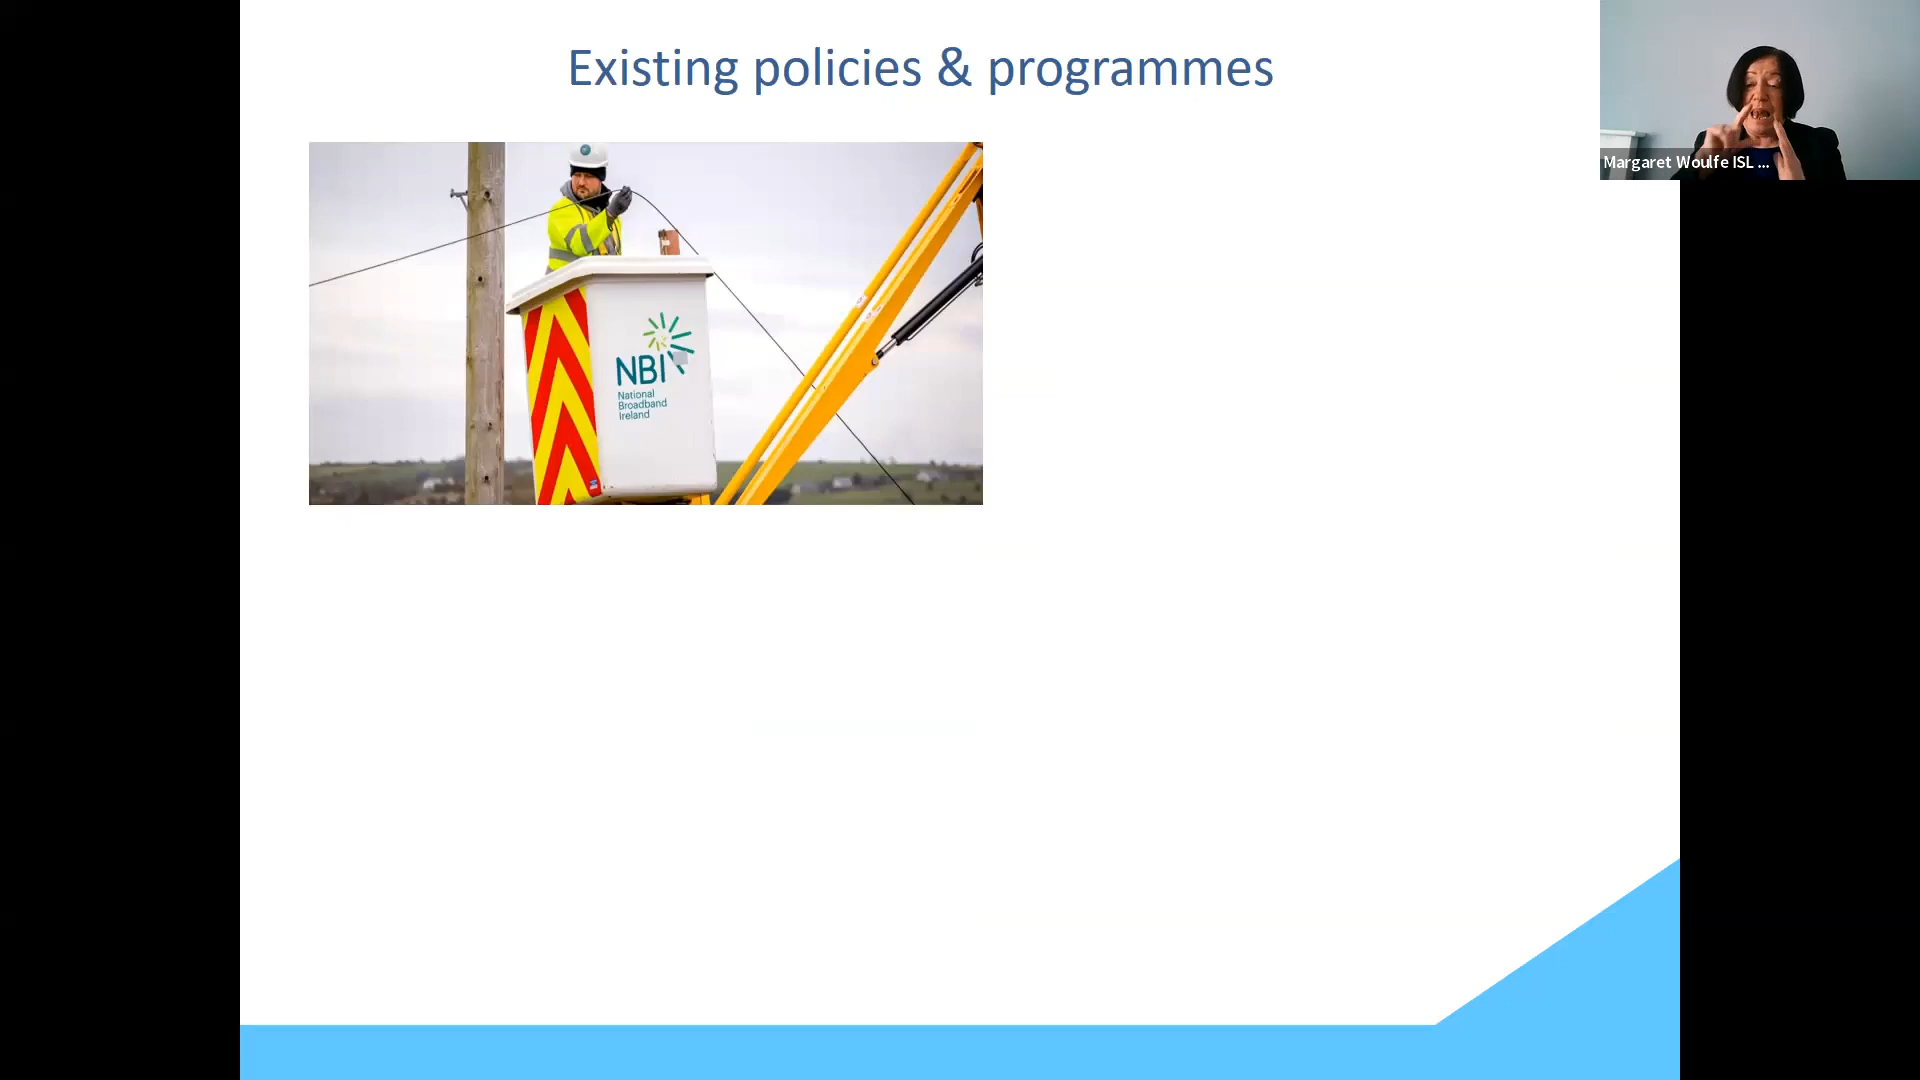 Existing policies & programmes
Margaret Woulfe ISL ...
NBI
National
Broadband
Ireland